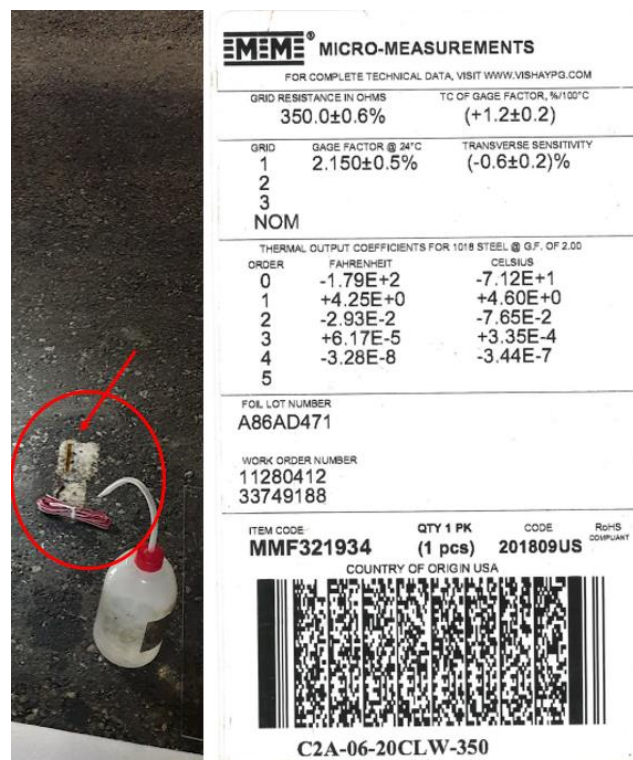 MEME® MICRO-MEASUREMENTS
FOR COMPLETE TECHNICAL DATA, VISIT WWW.VISHAYPG.COM
GRID RESISTANCE IN OHMS TC OF GAGE FACTOR, %/100°C
350.0±0.6% (+1.2±0.2)
GRID GAGE FACTOR @ 24°C TRANSVERSE SENSITIVITY
1 2.150±0.5% (-0.6±0.2)%
2
3
NOM
THERMAL OUTPUT COEFFICIENTS FOR 1018 STEEL @ G.F. OF 2.00
ORDER FAHRENHEIT CELSIUS
0 -1.79E+2 -7.12E+1
1 +4.25E+0 +4.60E+0
2 -2.93E-2 -7.65E-2
3 +6.17E-5 +3.35E-4
4 -3.28E-8 -3.44E-7
5
FOIL LOT NUMBER
A86AD471
WORK ORDER NUMBER
11280412
33749188
ITEM CODE QTY 1 PK CODE RoHS
MMF321934 (1 pcs) 201809US COMPLIANT
COUNTRY OF ORIGIN USA
C2A-06-20CLW-350